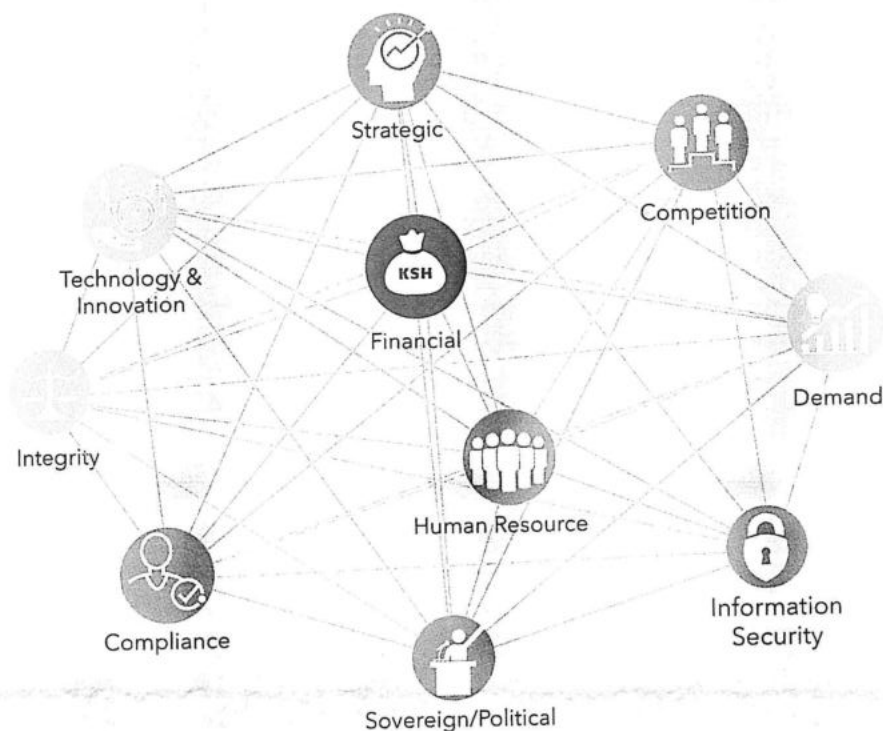 Strategic
Competition
Technology &
Innovation
KSH
Financial
Demand
Integrity
Human Resource
Information
Security
Compliance
Sovereign/Political